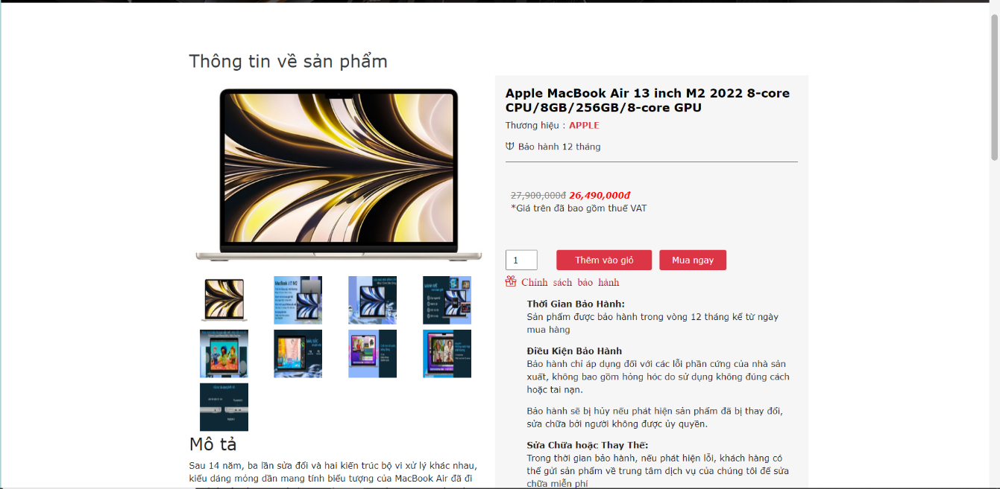 Thông tin về sản phẩm
Apple MacBook Air 13 inch M2 2022 8-core
CPU/8GB/256GB/8-core GPU
Thương hiệu : APPLE
Bảo hành 12 tháng
27,900,000đ 26,490,000đ
*Giá trên đã bao gồm thuế VAT
1
Thêm vào giỏ
Mua ngay
Chính sách bảo hành
Thời Gian Bảo Hành:
Sản phẩm được bảo hành trong vòng 12 tháng kể từ ngày
mua hàng
Điều Kiện Bảo Hành
Bảo hành chỉ áp dụng đối với các lỗi phần cứng của nhà sản
xuất, không bao gồm hỏng hóc do sử dụng không đúng cách
hoặc tai nạn.
Bảo hành sẽ bị hủy nếu phát hiện sản phẩm đã bị thay đổi,
sửa chữa bởi người không được ủy quyền.
Sửa Chữa hoặc Thay Thế:
Trong thời gian bảo hành, nếu phát hiện lỗi, khách hàng có
thể gửi sản phẩm về trung tâm dịch vụ của chúng tôi để sửa
chữa miễn phí
MacBook Air M2
MÀU SẮC
Mô tả
Sau 14 năm, ba lần sửa đổi và hai kiến trúc bộ vi xử lý khác nhau,
kiểu dáng mỏng dần mang tính biểu tượng của MacBook Air đã đi